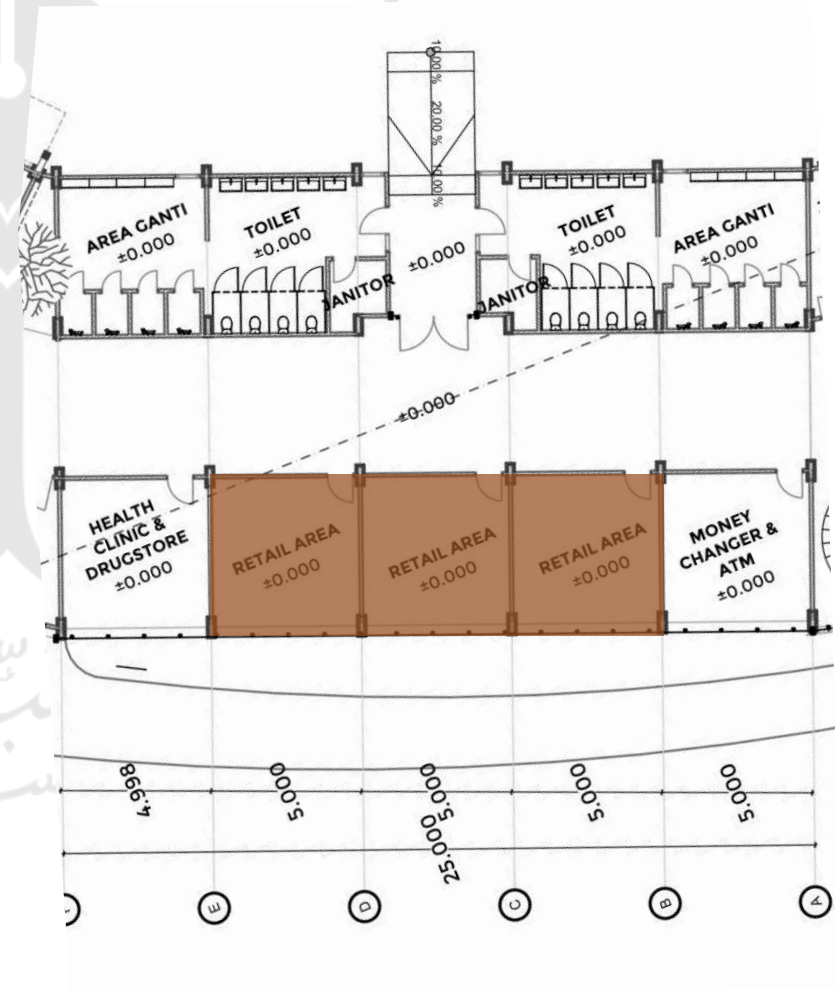 10.00 %
20.00 %
10.00 %
AREA GANTI
±0.000
TOILET
±0.000
JANITOR
±0.000
JANITOR
TOILET
±0.000
AREA GANTI
±0.000
±0.000
HEALTH
CLINIC &
DRUGSTORE
±0.000
RETAIL AREA
±0.000
RETAIL AREA
±0.000
RETAIL AREA
±0.000
MONEY
CHANGER &
ATM
±0.000
4.998
5.000
5.000
5.000
5.000
25.000
E
D
C
B
A